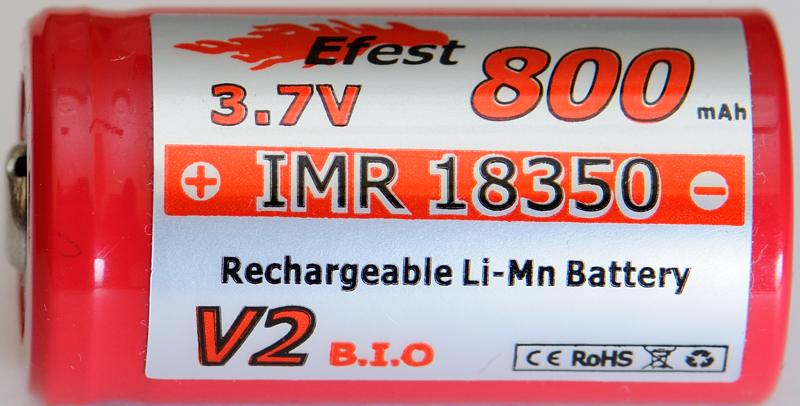 Efest
3.7V 800 mAh
+ IMR 18350 −
Rechargeable Li-Mn Battery
V2 B.I.O
CE RoHS